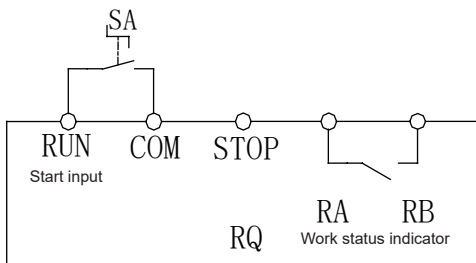 SA
RUN COM STOP
Start input
RA RB
RQ Work status indicator